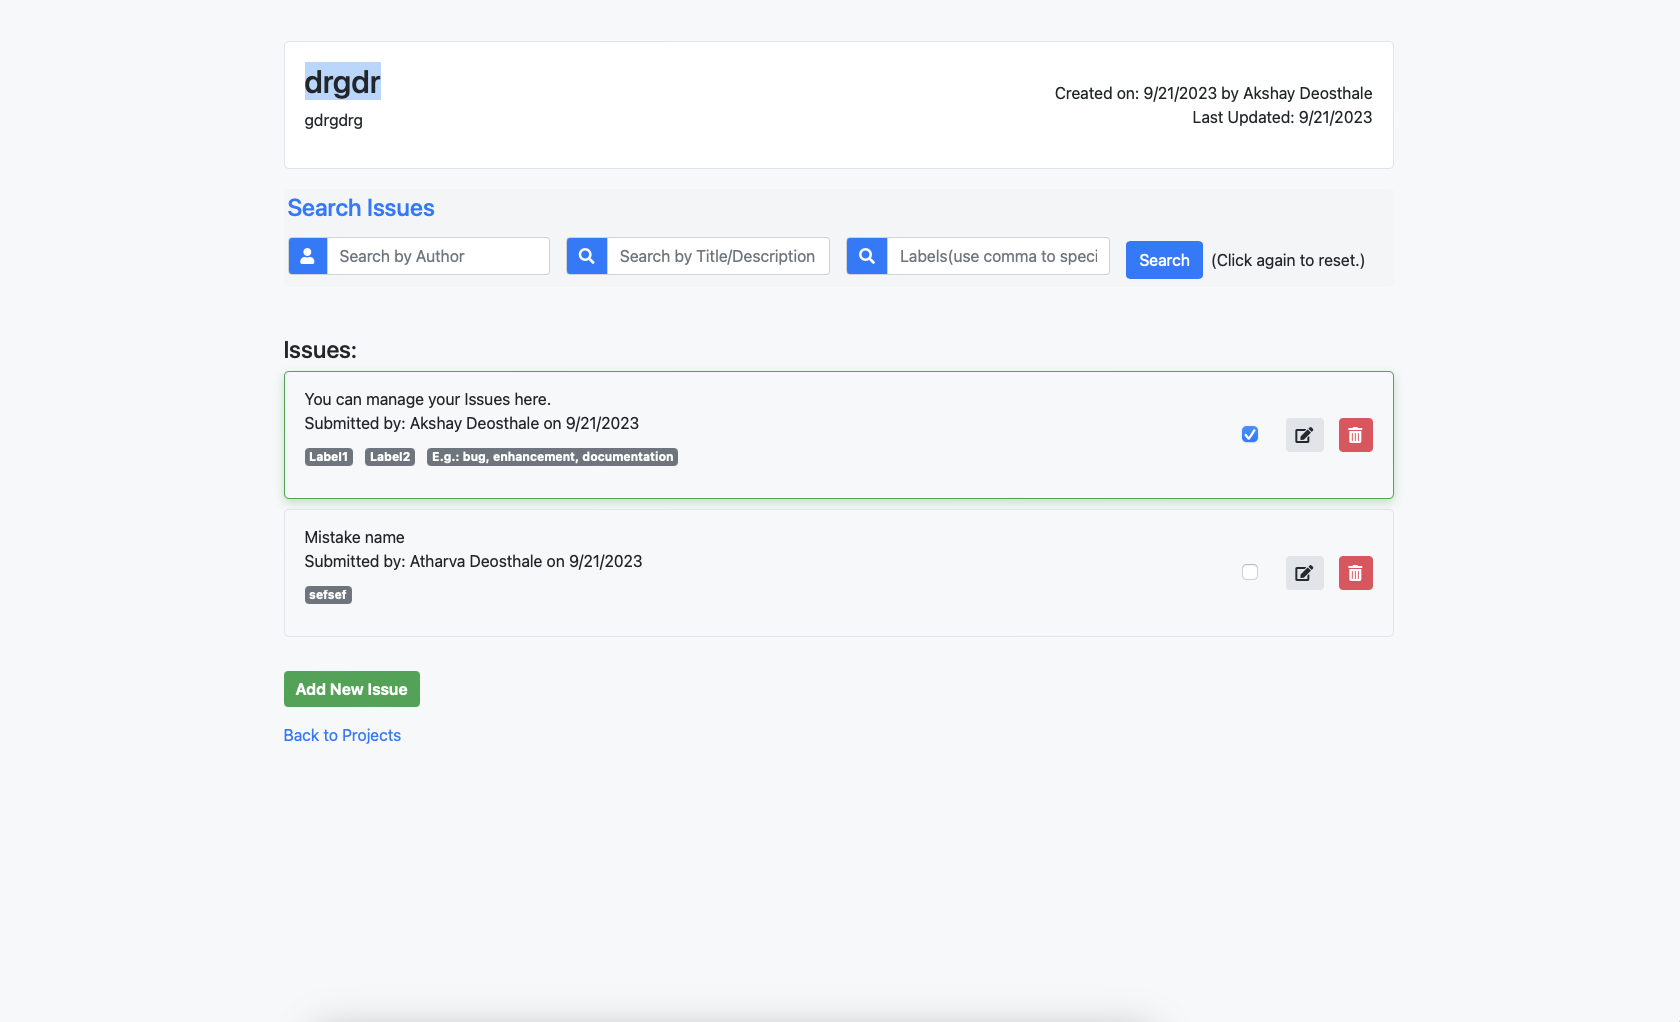 drgdr
gdrgdrg
Created on: 9/21/2023 by Akshay Deosthale
Last Updated: 9/21/2023
Search Issues
Search by Author
Search by Title/Description
Labels(use comma to speci
Search
(Click again to reset.)
Issues:
You can manage your Issues here.
Submitted by: Akshay Deosthale on 9/21/2023
Label1 Label2 E.g.: bug, enhancement, documentation
Mistake name
Submitted by: Atharva Deosthale on 9/21/2023
sefsef
Add New Issue
Back to Projects